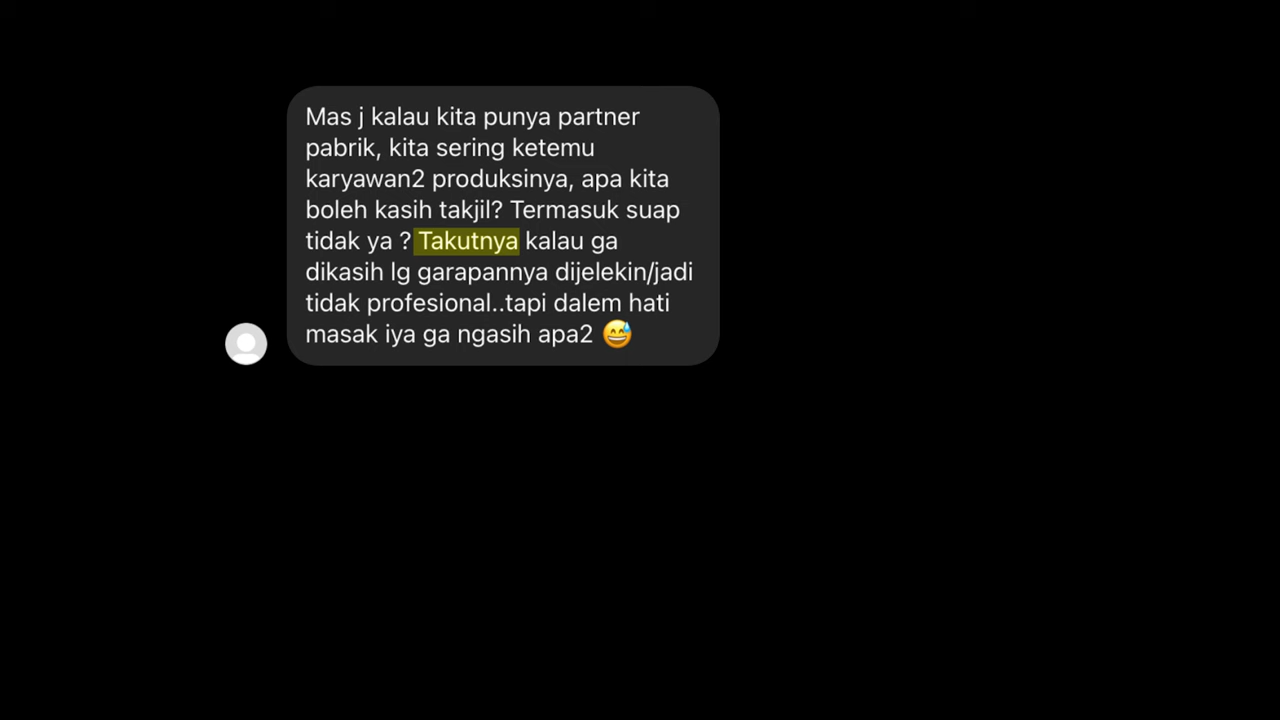 Mas j kalau kita punya partner
pabrik, kita sering ketemu
karyawan2 produksinya, apa kita
boleh kasih takjil? Termasuk suap
tidak ya ? Takutnya kalau ga
dikasih lg garapannya dijelekin/jadi
tidak profesional..tapi dalem hati
masak iya ga ngasih apa2 😅